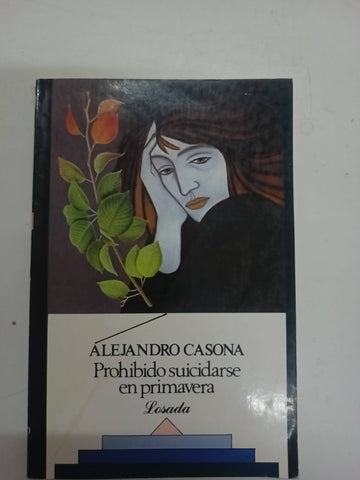 ALEJANDRO CASONA
Prohibido suicidarse
en primavera
Losada